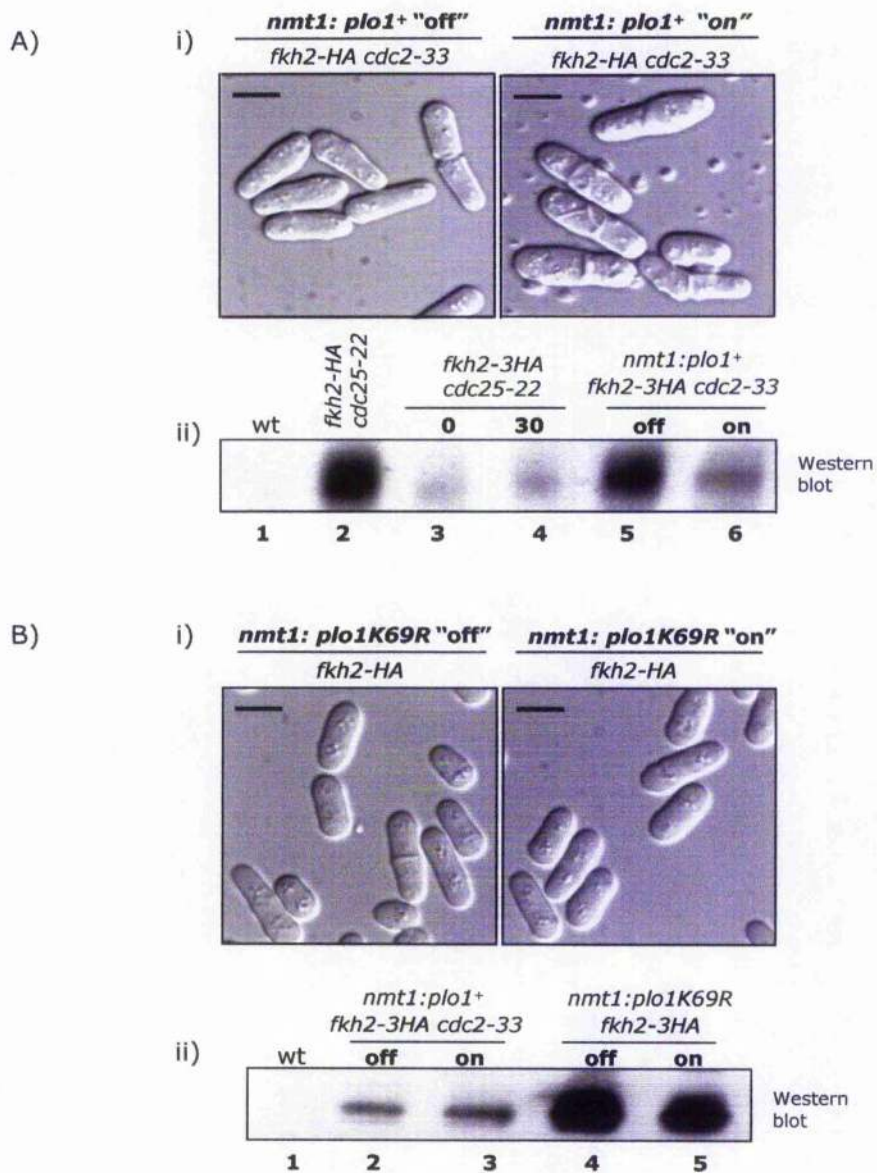 A)
i)
nmt1: plo1+ "off"
nmt1: plo1+ "on"
fkh2-HA cdc2-33
fkh2-HA cdc2-33
ii)
wt
fkh2-HA
cdc25-22
fkh2-3HA
cdc25-22
0
30
nmt1:plo1+
fkh2-3HA cdc2-33
off
on
Western
blot
1
2
3
4
5
6
B)
i)
nmt1: plo1K69R "off"
nmt1: plo1K69R "on"
fkh2-HA
fkh2-HA
ii)
wt
nmt1:plo1+
fkh2-3HA cdc2-33
off
on
nmt1:plo1K69R
fkh2-3HA
off
on
Western
blot
1
2
3
4
5